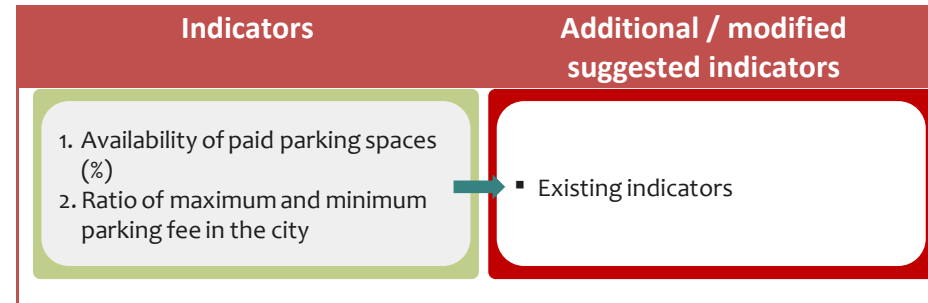 Indicators
Additional / modified
suggested indicators
1. Availability of paid parking spaces
(%)
2. Ratio of maximum and minimum
parking fee in the city
▪ Existing indicators